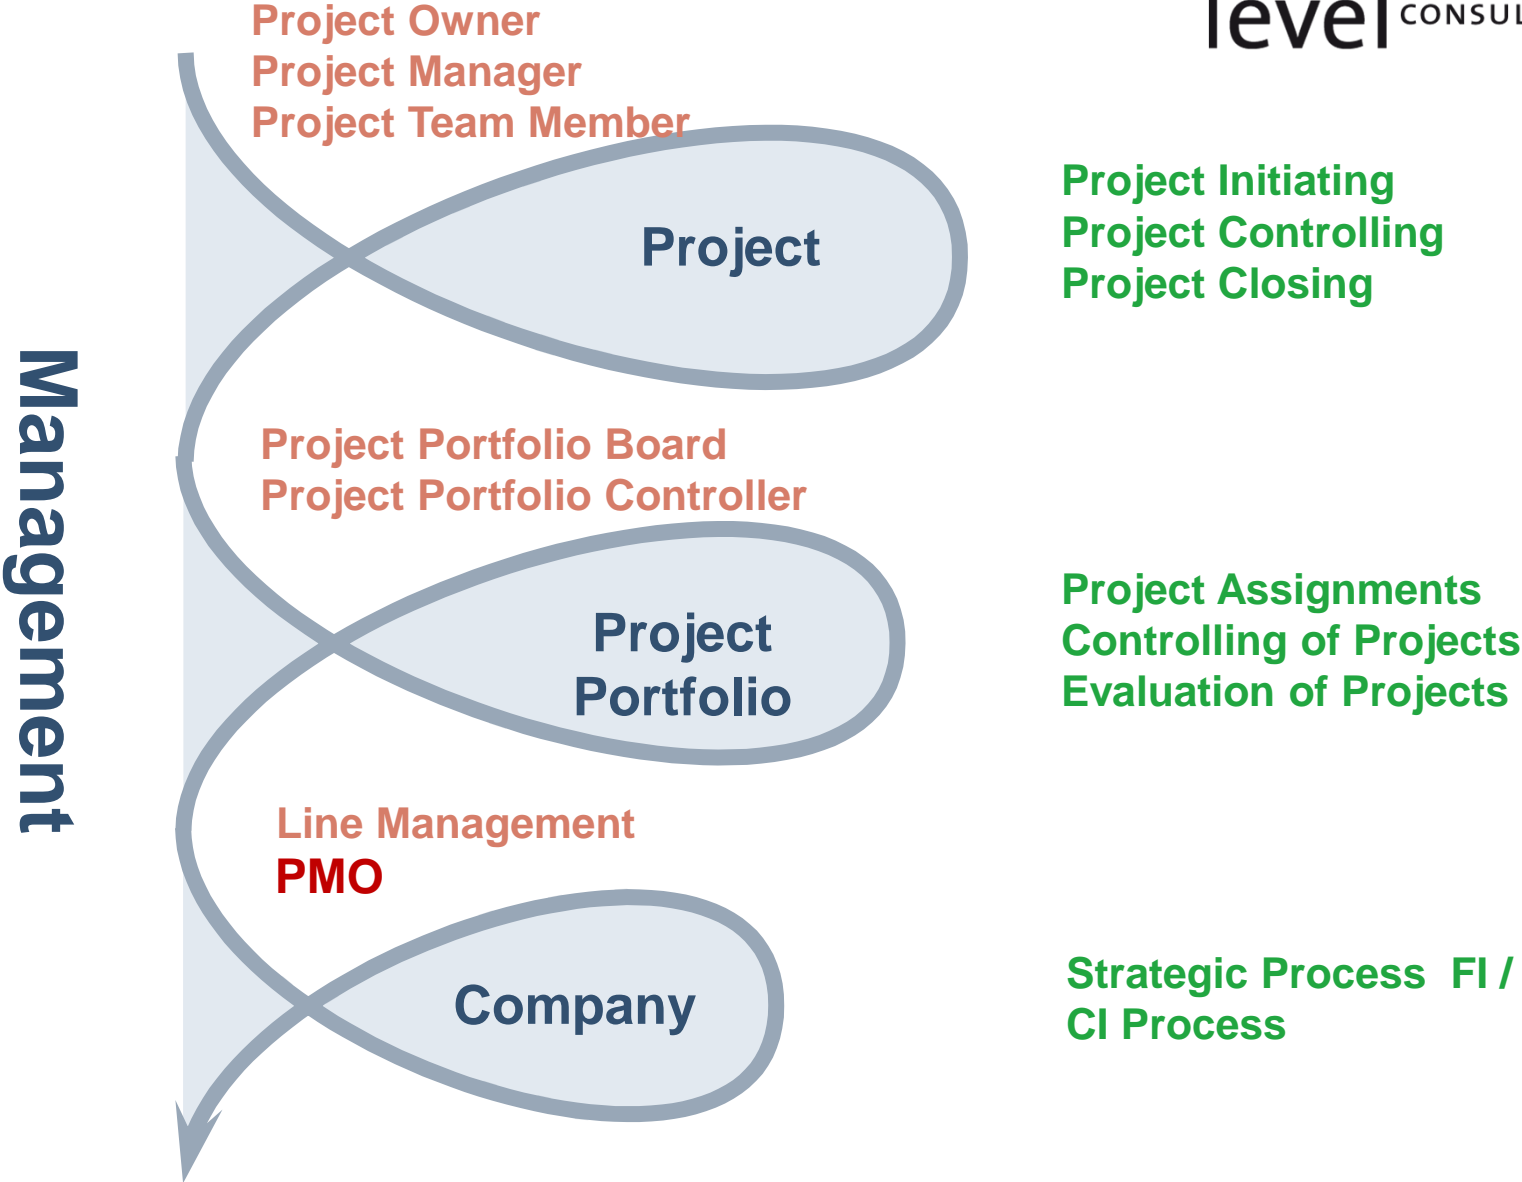 Project Owner
Project Manager
Project Team Member
level
Project
Project Initiating
Project Controlling
Project Closing
Management
Project Portfolio Board
Project Portfolio Controller
Project
Portfolio
Project Assignments
Controlling of Projects
Evaluation of Projects
Line Management
PMO
Company
Strategic Process FI /
CI Process